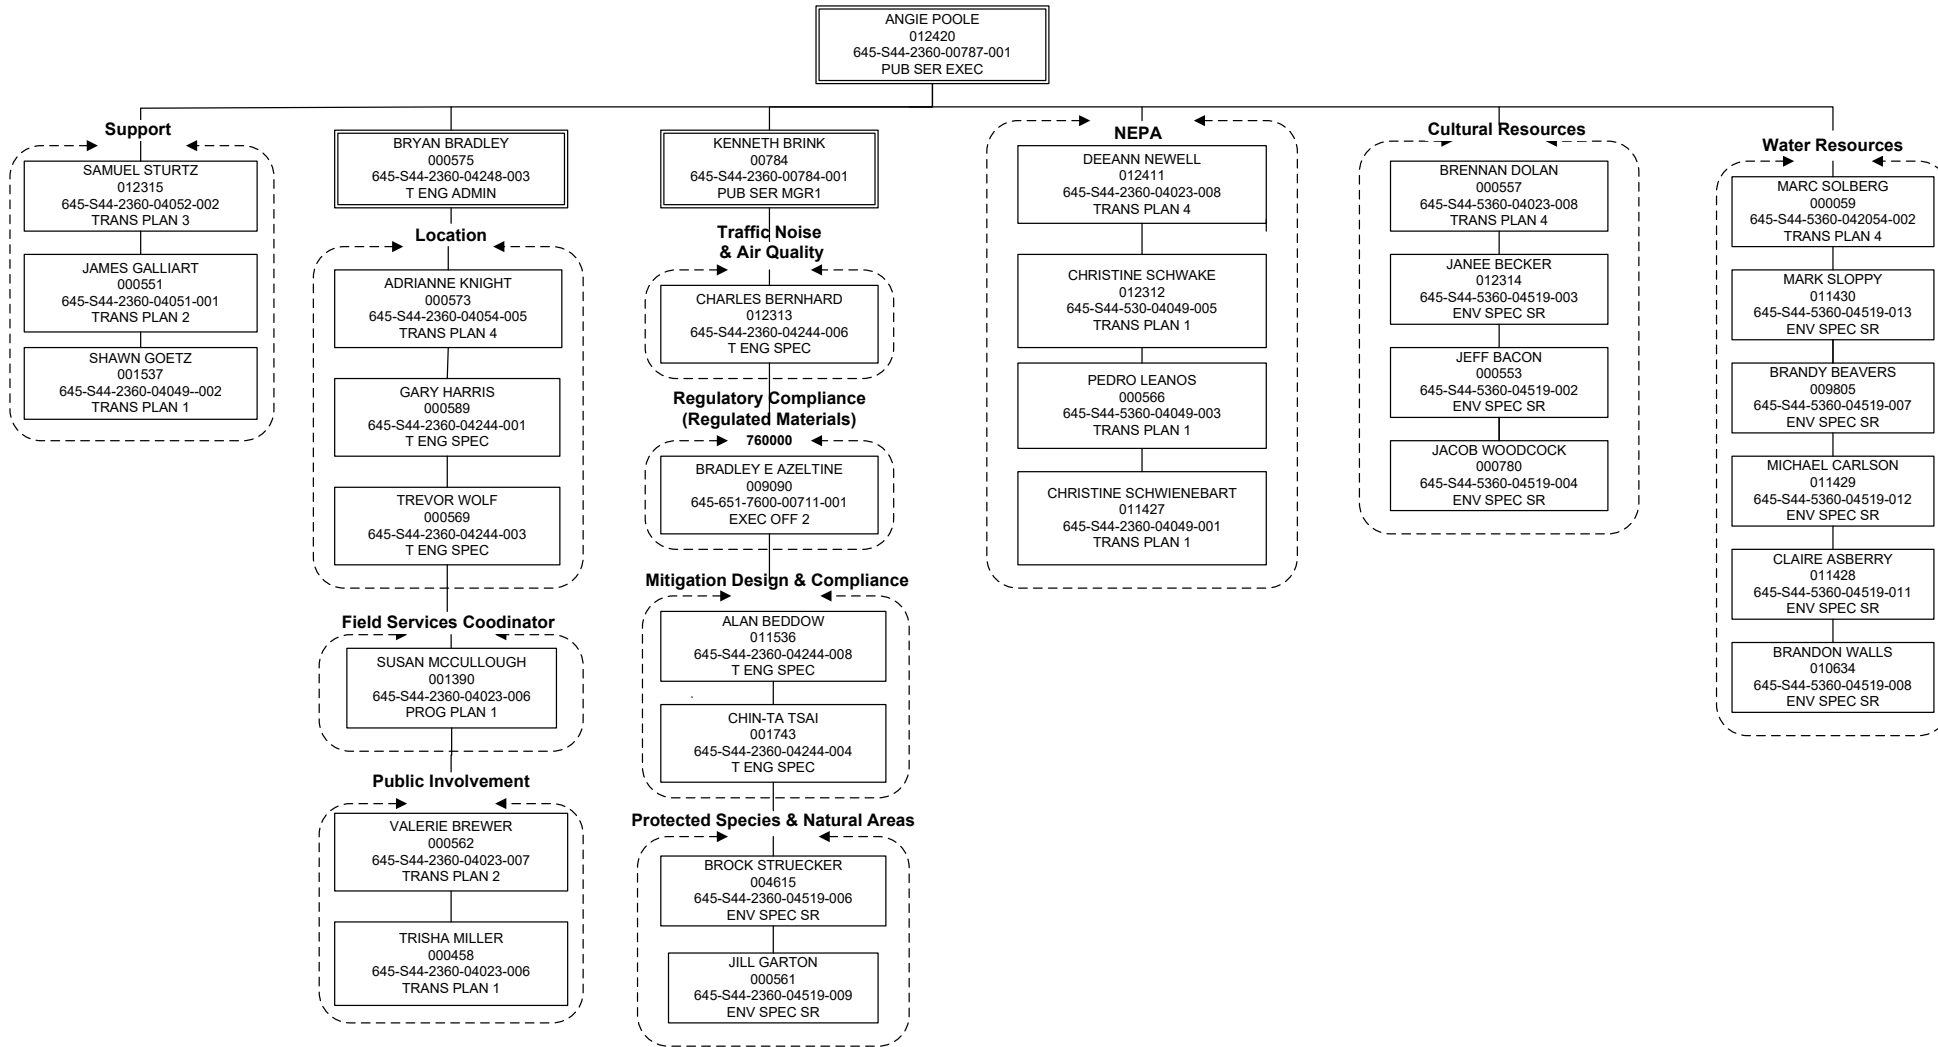 ANGIE POOLE
012420
645-S44-2360-00787-001
PUB SER EXEC
Support
SAMUEL STURTZ
012315
645-S44-2360-04052-002
TRANS PLAN 3
JAMES GALLIART
000551
645-S44-2360-04051-001
TRANS PLAN 2
SHAWN GOETZ
001537
645-S44-2360-04049--002
TRANS PLAN 1
BRYAN BRADLEY
000575
645-S44-2360-04248-003
T ENG ADMIN
Location
ADRIANNE KNIGHT
000573
645-S44-2360-04054-005
TRANS PLAN 4
GARY HARRIS
000589
645-S44-2360-04244-001
T ENG SPEC
TREVOR WOLF
000569
645-S44-2360-04244-003
T ENG SPEC
Field Services Coodinator
SUSAN MCCULLOUGH
001390
645-S44-2360-04023-006
PROG PLAN 1
Public Involvement
VALERIE BREWER
000562
645-S44-2360-04023-007
TRANS PLAN 2
TRISHA MILLER
000458
645-S44-2360-04023-006
TRANS PLAN 1
KENNETH BRINK
00784
645-S44-2360-00784-001
PUB SER MGR1
Traffic Noise
& Air Quality
CHARLES BERNHARD
012313
645-S44-2360-04244-006
T ENG SPEC
Regulatory Compliance
(Regulated Materials)
760000
BRADLEY E AZELTINE
009090
645-651-7600-00711-001
EXEC OFF 2
Mitigation Design & Compliance
ALAN BEDDOW
011536
645-S44-2360-04244-008
T ENG SPEC
CHIN-TA TSAI
001743
645-S44-2360-04244-004
T ENG SPEC
Protected Species & Natural Areas
BROCK STRUECKER
004615
645-S44-2360-04519-006
ENV SPEC SR
JILL GARTON
000561
645-S44-2360-04519-009
ENV SPEC SR
NEPA
DEEANN NEWELL
012411
645-S44-2360-04023-008
TRANS PLAN 4
CHRISTINE SCHWAKE
012312
645-S44-530-04049-005
TRANS PLAN 1
PEDRO LEANOS
000566
645-S44-5360-04049-003
TRANS PLAN 1
CHRISTINE SCHWIENEBART
011427
645-S44-2360-04049-001
TRANS PLAN 1
Cultural Resources
BRENNAN DOLAN
000557
645-S44-5360-04023-008
TRANS PLAN 4
JANEE BECKER
012314
645-S44-5360-04519-003
ENV SPEC SR
JEFF BACON
000553
645-S44-5360-04519-002
ENV SPEC SR
JACOB WOODCOCK
000780
645-S44-5360-04519-004
ENV SPEC SR
Water Resources
MARC SOLBERG
000059
645-S44-5360-042054-002
TRANS PLAN 4
MARK SLOPPY
011430
645-S44-5360-04519-013
ENV SPEC SR
BRANDY BEAVERS
009805
645-S44-5360-04519-007
ENV SPEC SR
MICHAEL CARLSON
011429
645-S44-5360-04519-012
ENV SPEC SR
CLAIRE ASBERRY
011428
645-S44-5360-04519-011
ENV SPEC SR
BRANDON WALLS
010634
645-S44-5360-04519-008
ENV SPEC SR